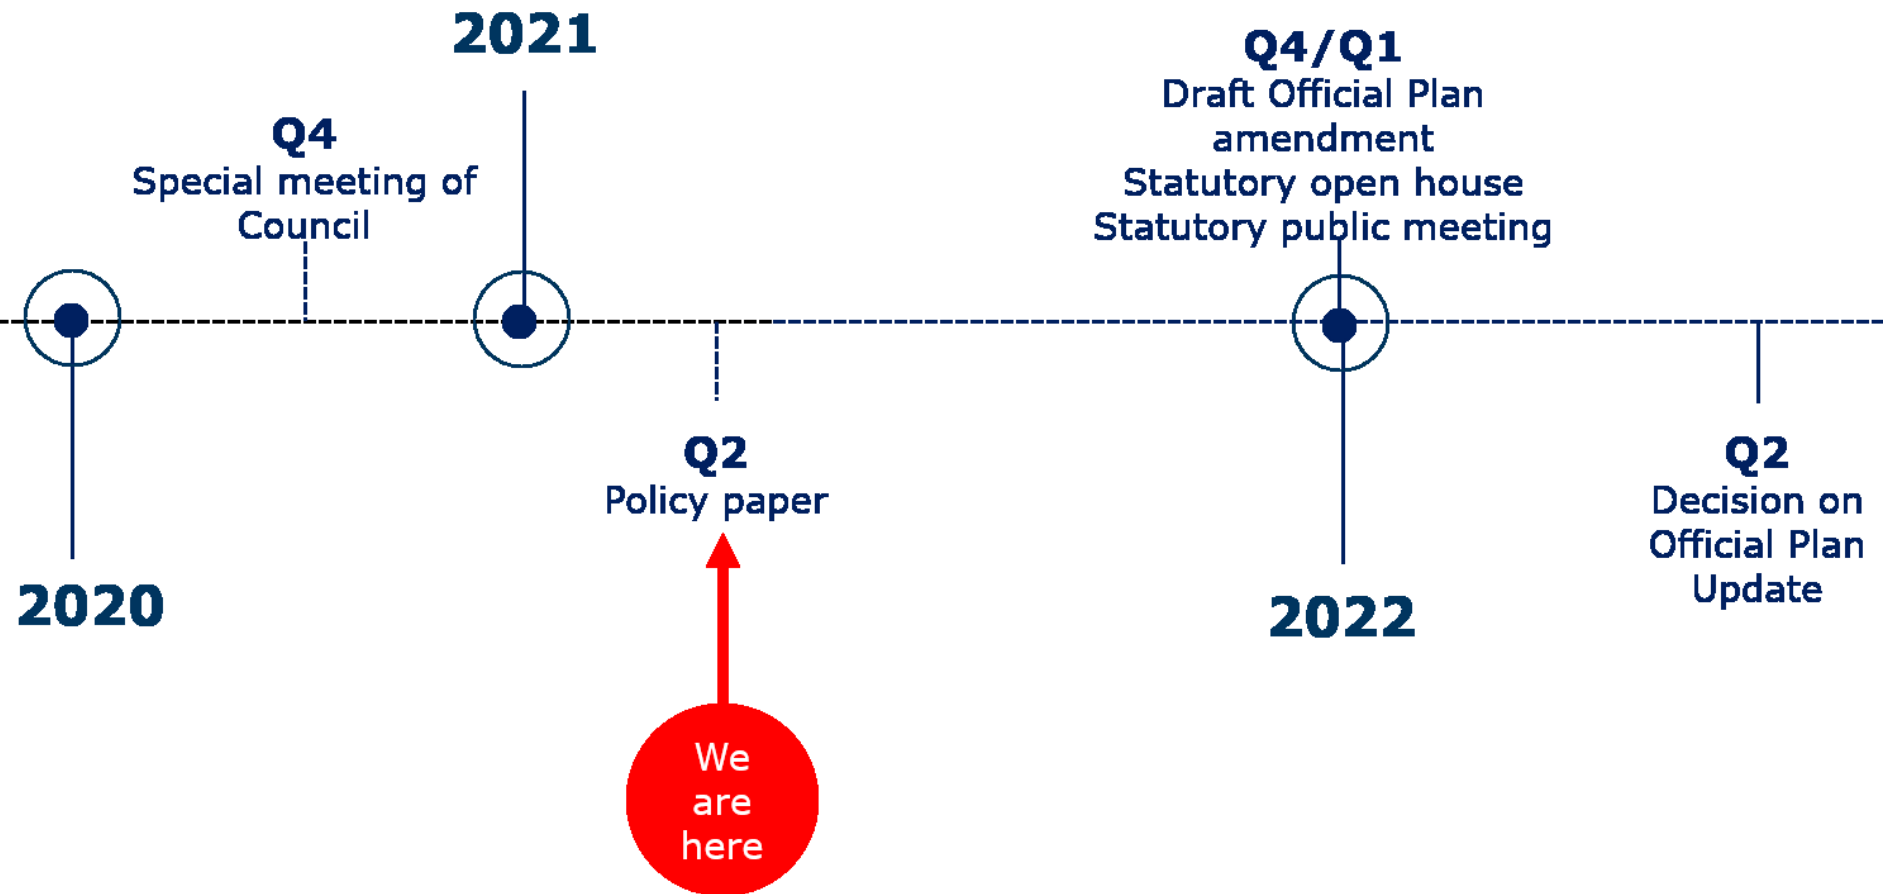 2021
Q4/Q1
Draft Official Plan
amendment
Statutory open house
Statutory public meeting
Q4
Special meeting of
Council
Q2
Policy paper
Q2
Decision on
Official Plan
Update
2020
2022
We
are
here